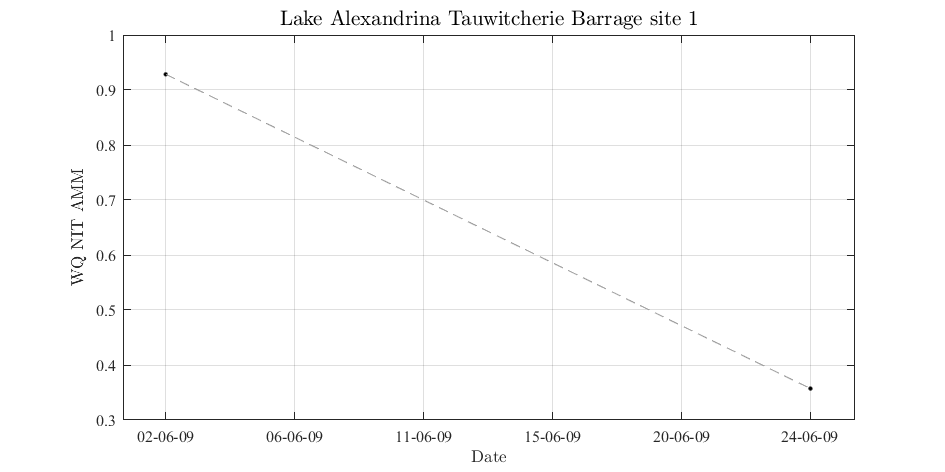 Lake Alexandrina Tauwitcherie Barrage site 1
1
0.9
0.8
0.7
0.6
0.5
0.4
0.3
WQ NIT AMM
02-06-09 06-06-09 11-06-09 15-06-09 20-06-09 24-06-09
Date